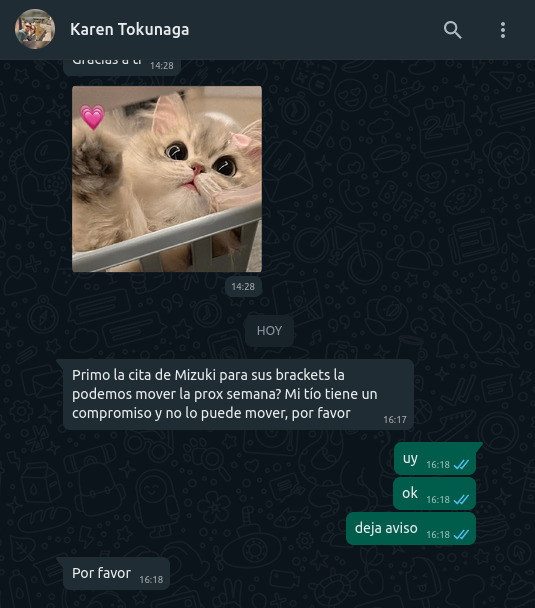 Karen Tokunaga
Gracias a ti 14:28
14:28
HOY
Primo la cita de Mizuki para sus brackets la
podemos mover la prox semana? Mi tío tiene un
compromiso y no lo puede mover, por favor 16:17
uy 16:18
ok 16:18
deja aviso 16:18
Por favor 16:18